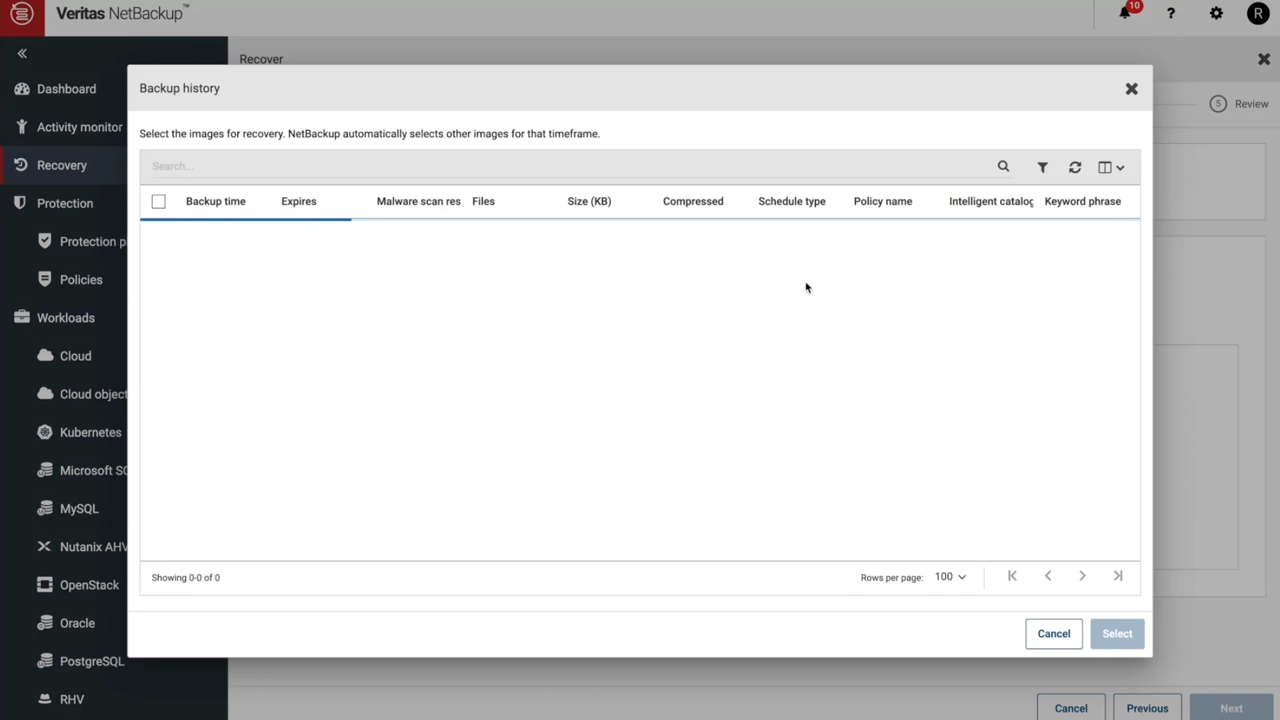 Veritas NetBackup™
10
?
R
Recover
Dashboard
Activity monitor
Recovery
Protection
Protection p
Policies
Workloads
Cloud
Cloud object
Kubernetes
Microsoft SQ
MySQL
Nutanix AHV
OpenStack
Oracle
PostgreSQL
RHV
5 Review
Backup history
Select the images for recovery. NetBackup automatically selects other images for that timeframe.
Search...
Backup time Expires Malware scan res Files Size (KB) Compressed Schedule type Policy name Intelligent catalog Keyword phrase
Showing 0-0 of 0
Rows per page: 100
Cancel Select
Cancel Previous Next